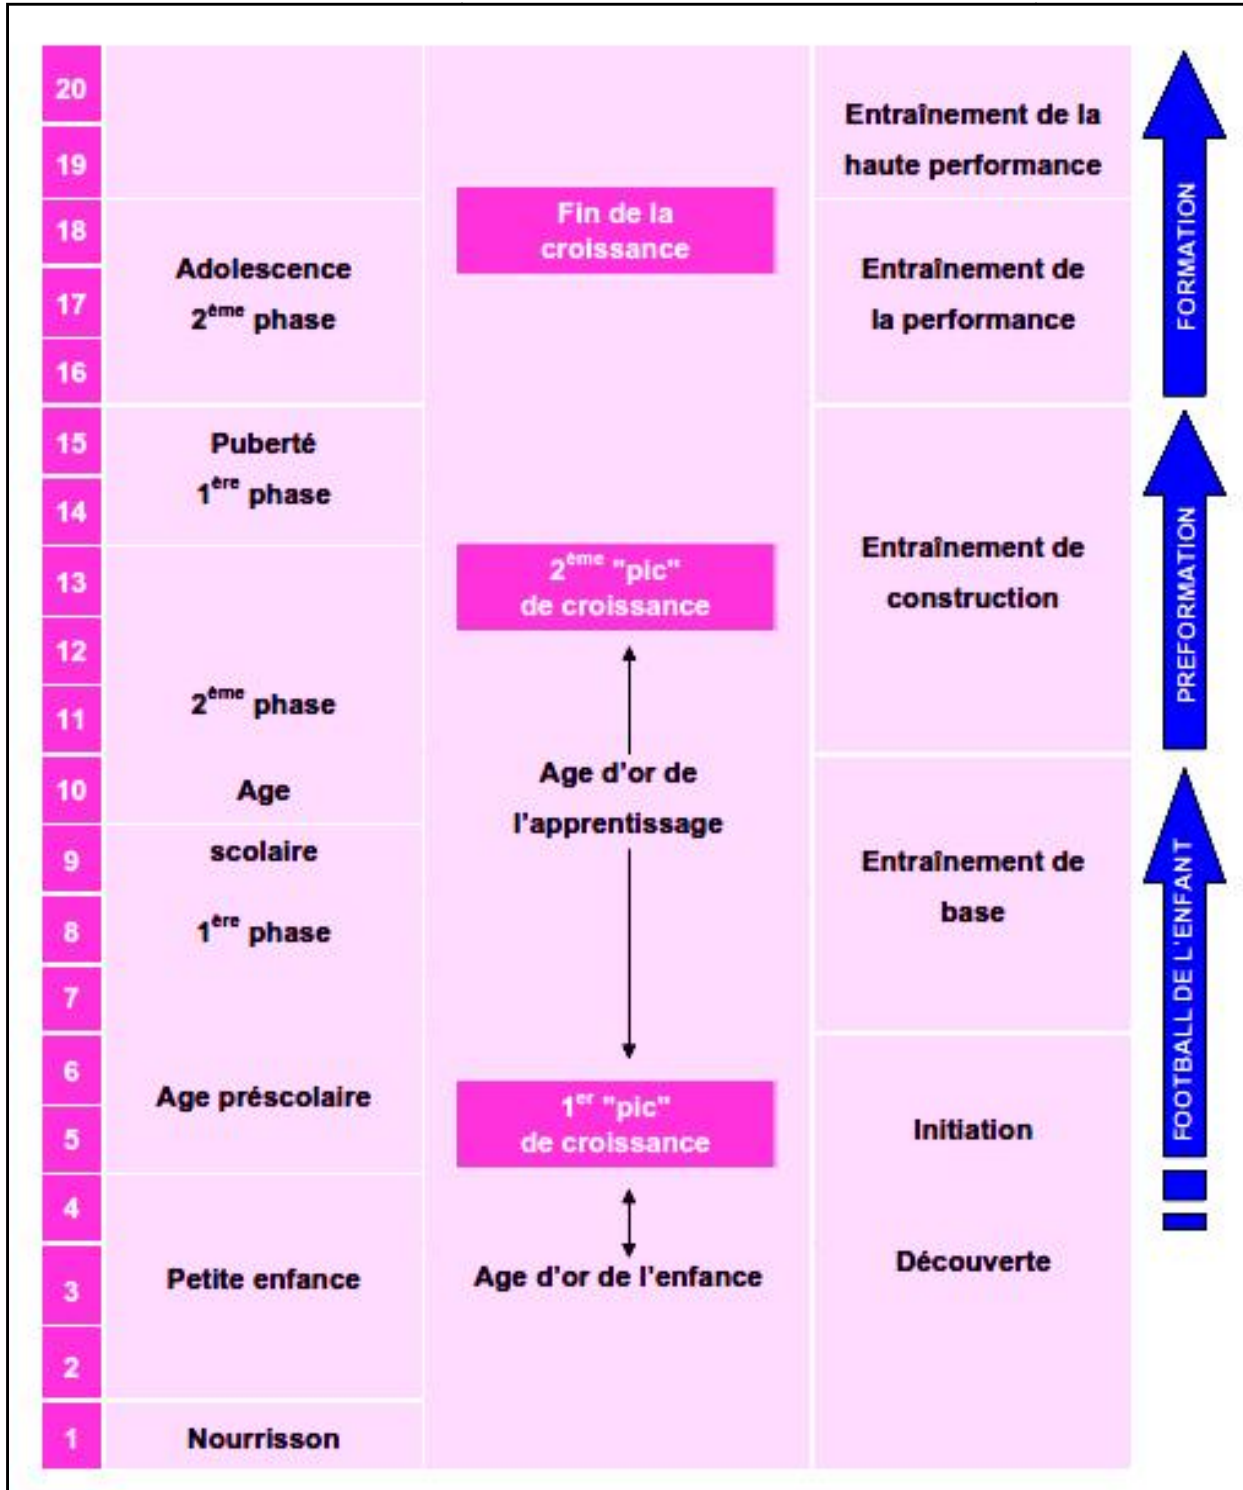 20
19
18
17
16
15
14
13
12
11
10
9
8
7
6
5
4
3
2
1
Adolescence
2ème phase
Puberté
1ère phase
2ème phase
Age
scolaire
1ère phase
Age préscolaire
Petite enfance
Nourrisson
Fin de la
croissance
2ème "pic"
de croissance
Age d'or de
l'apprentissage
1er "pic"
de croissance
Age d'or de l'enfance
Entraînement de la
haute performance
Entraînement de
la performance
Entraînement de
construction
Entraînement de
base
Initiation
Découverte
FORMATION
PREFORMATION
FOOTBALL DE L'ENFANT